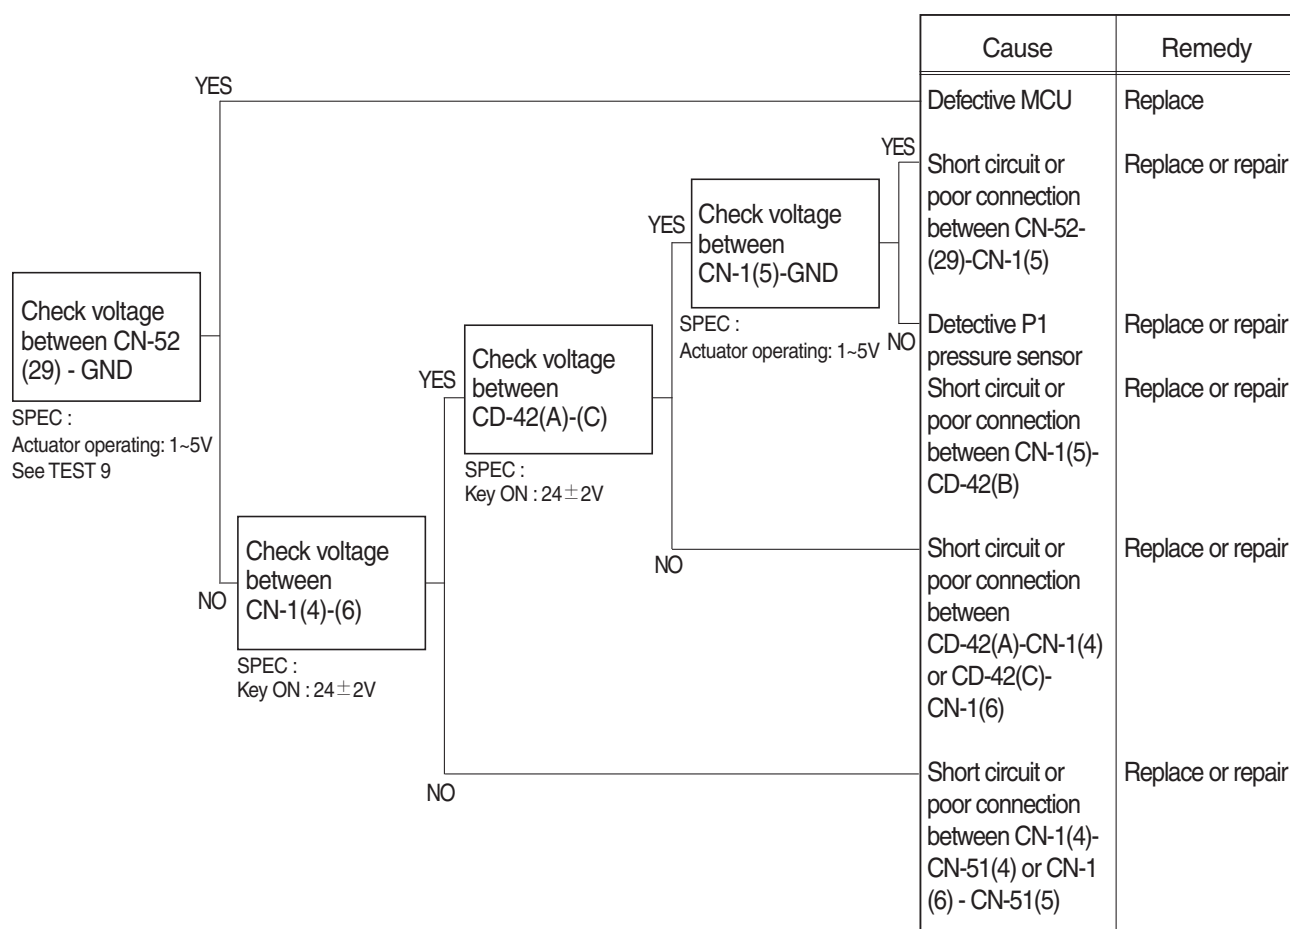 Cause
Remedy
YES
Defective MCU
Replace
YES
Short circuit or
poor connection
between CN-52-
(29)-CN-1(5)
Replace or repair
YES
Check voltage
between
CN-1(5)-GND
SPEC :
Actuator operating: 1~5V
NO
Detective P1
pressure sensor
Replace or repair
Short circuit or
poor connection
between CN-1(5)-
CD-42(B)
Replace or repair
Check voltage
between CN-52
(29) - GND
SPEC :
Actuator operating: 1~5V
See TEST 9
YES
Check voltage
between
CD-42(A)-(C)
SPEC :
Key ON : 24±2V
NO
Short circuit or
poor connection
between
CD-42(A)-CN-1(4)
or CD-42(C)-
CN-1(6)
Replace or repair
NO
Check voltage
between
CN-1(4)-(6)
SPEC :
Key ON : 24±2V
NO
Short circuit or
poor connection
between CN-1(4)-
CN-51(4) or CN-1
(6) - CN-51(5)
Replace or repair